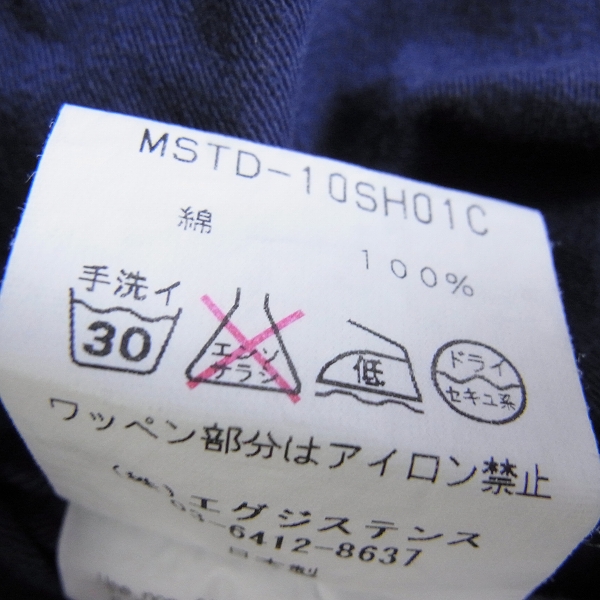 MSTD-10SH01C
綿 100%
手洗イ
30
エンソ
サラシ
低
ドライ
セキユ系
ワッペン部分はアイロン禁止
(株)エグジステンス
03-6412-8637
日本製